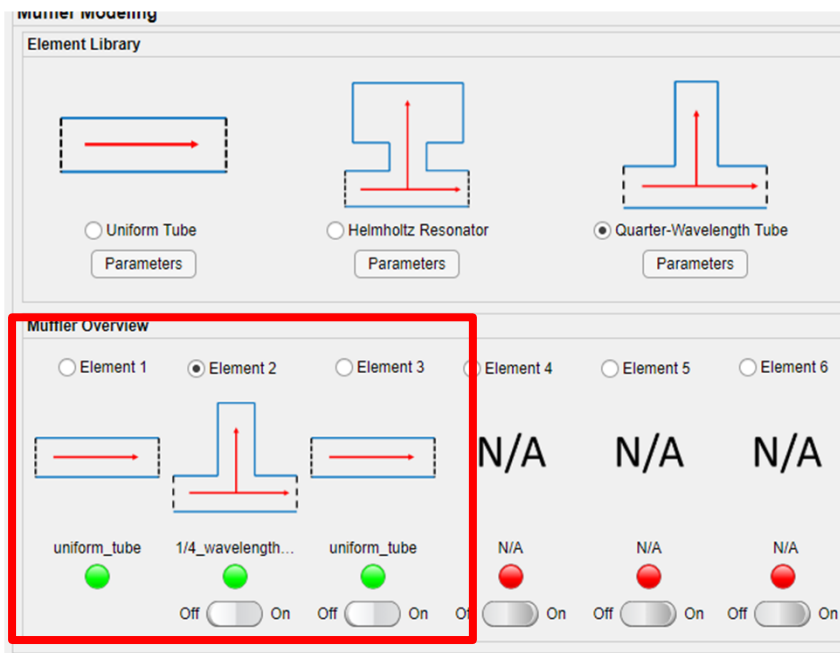 Muffler Modeling
Element Library
Uniform Tube
Helmholtz Resonator
Quarter-Wavelength Tube
Parameters
Parameters
Parameters
Muffler Overview
Element 1
Element 2
Element 3
Element 4
Element 5
Element 6
N/A
N/A
N/A
uniform_tube
1/4_wavelength...
uniform_tube
N/A
N/A
N/A
Off On
Off On
Off On
Off On
Off On